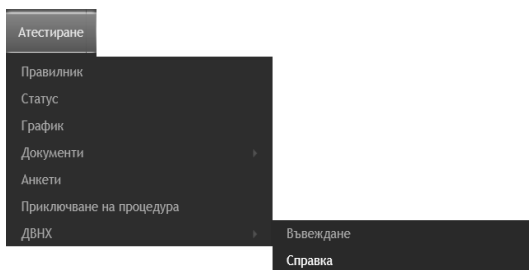 Атестиране
Правилник
Статус
График
Документи
Анкети
Приключване на процедура
ДВНХ
Въвеждане
Справка